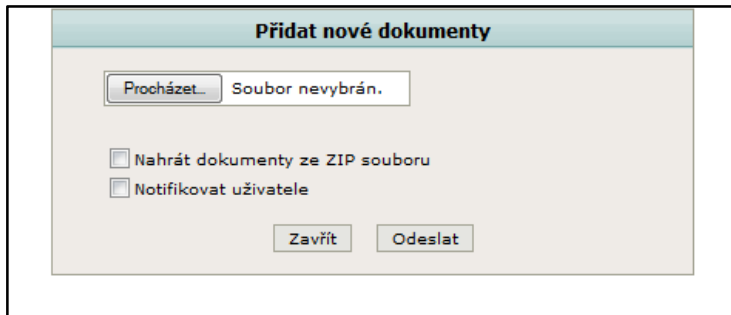 Přidat nové dokumenty
Procházet... Soubor nevybrán.
Nahrát dokumenty ze ZIP souboru
Notifikovat uživatele
Zavřít Odeslat